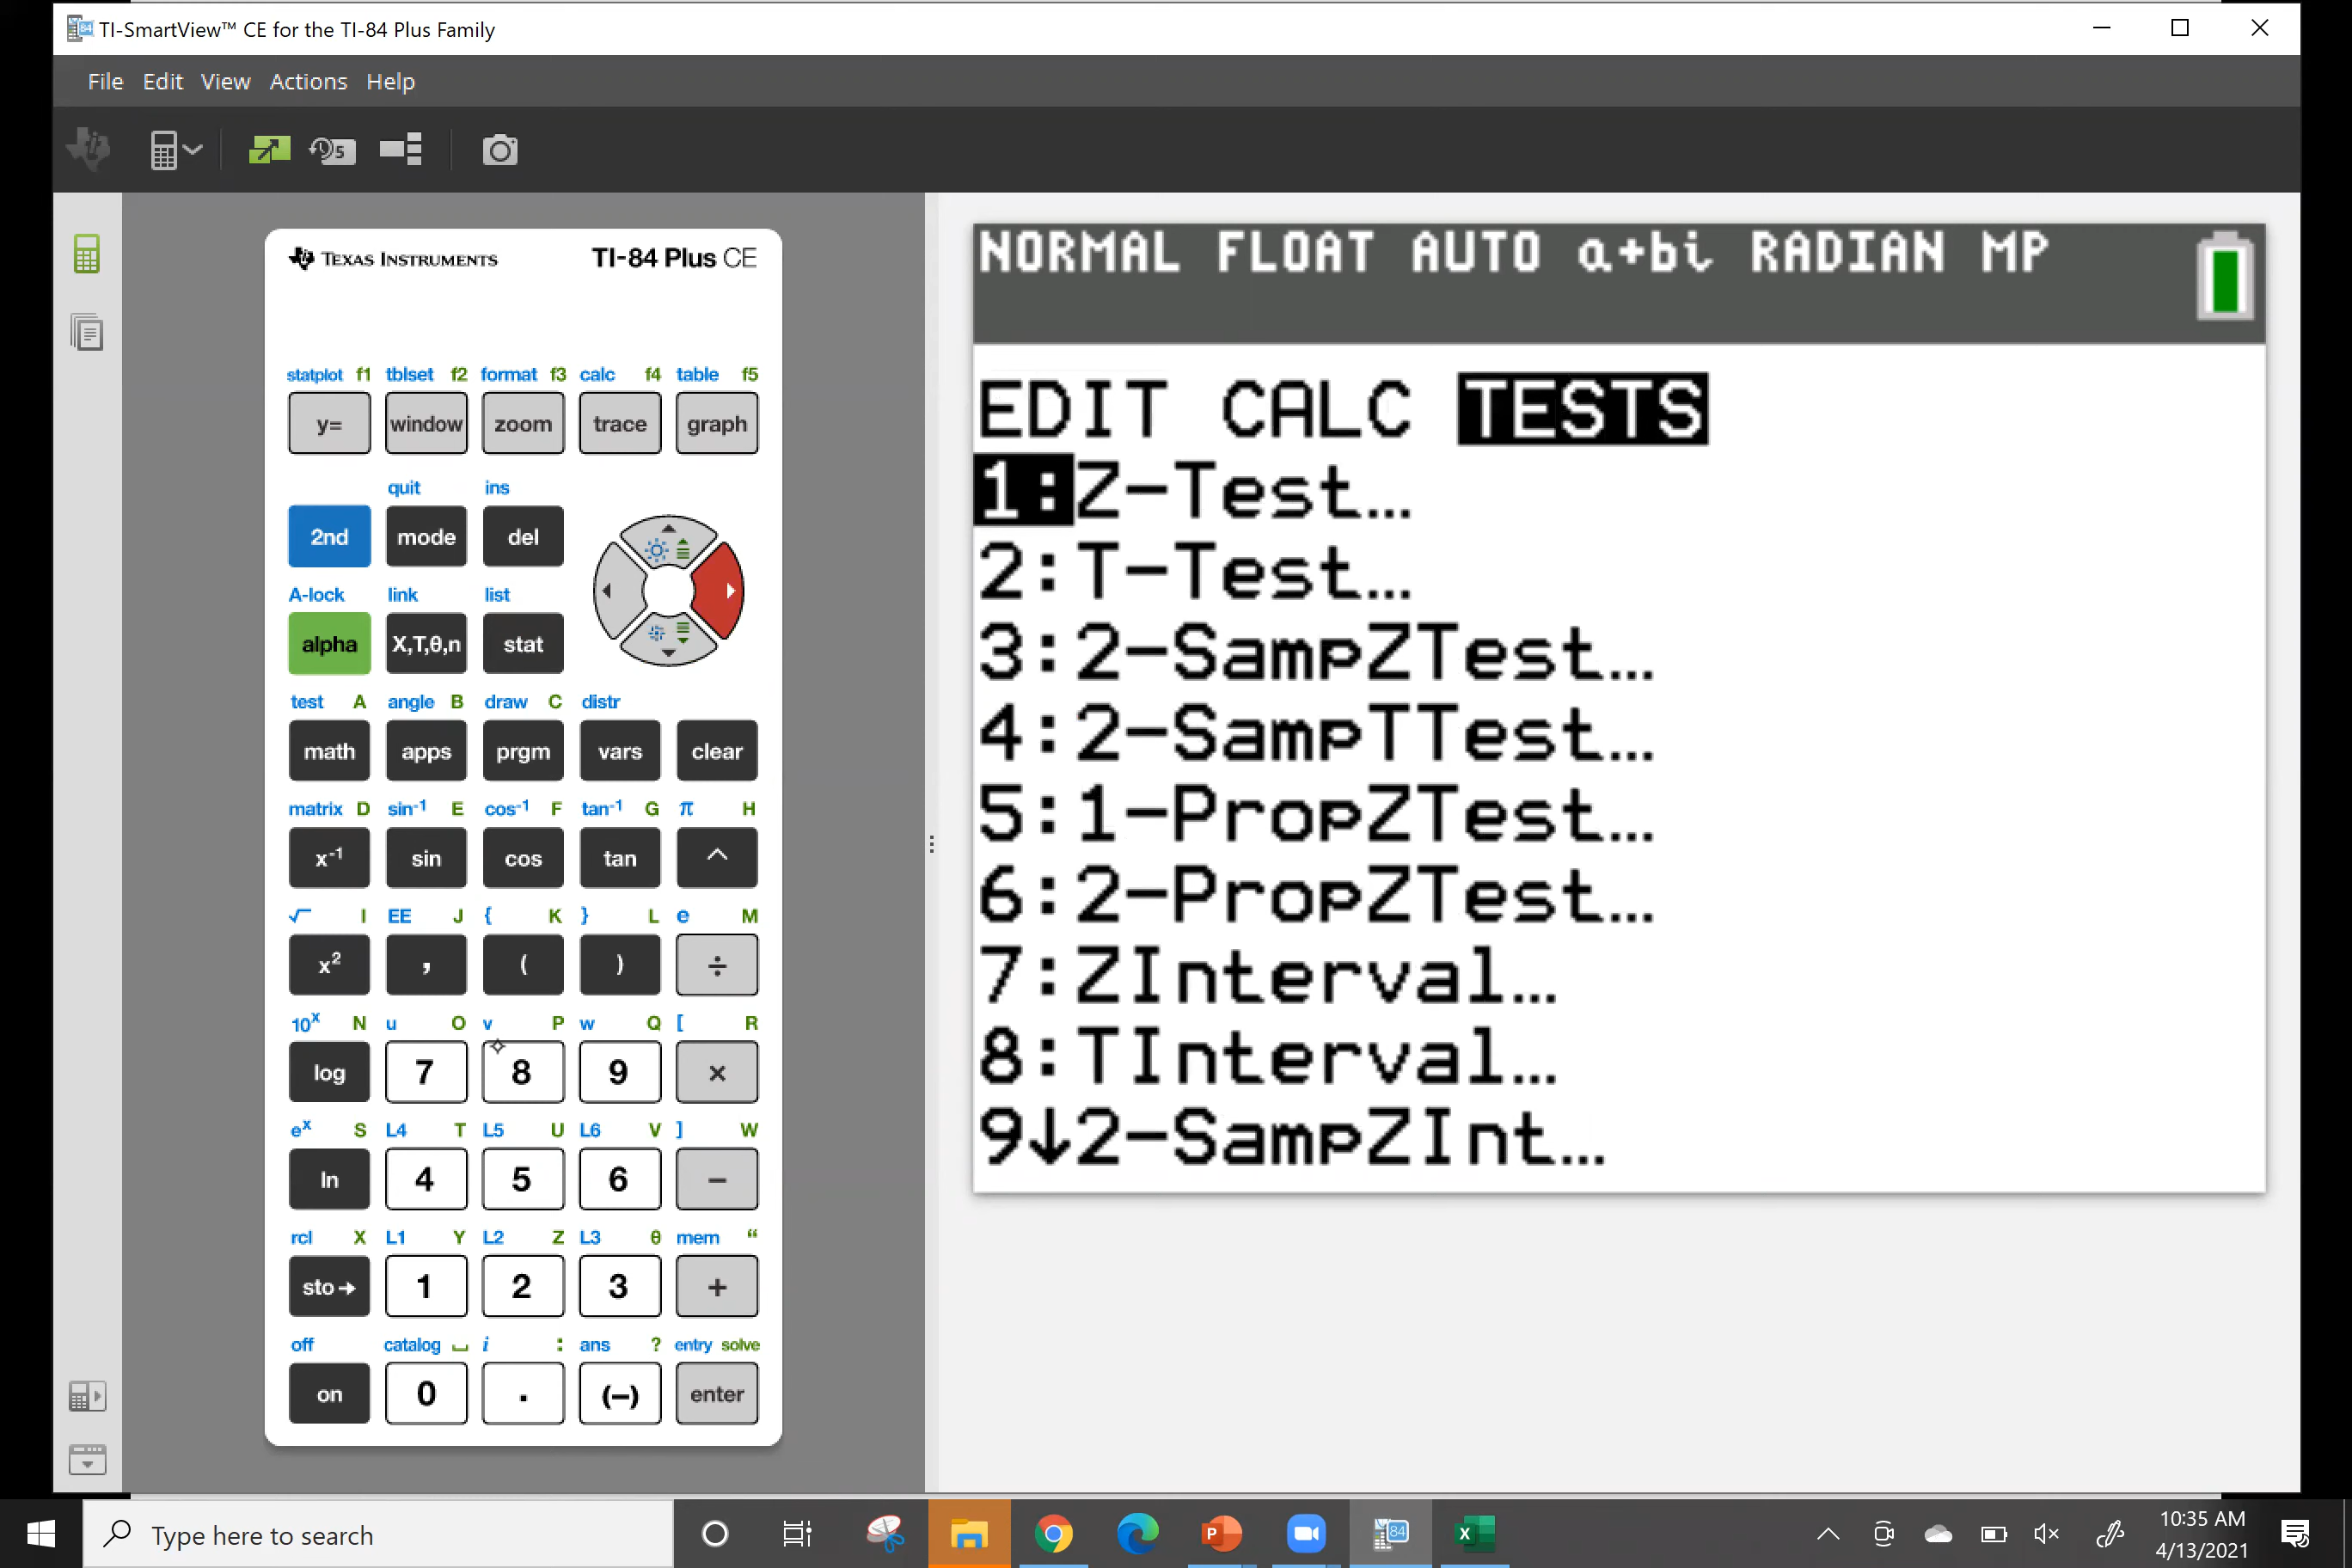 TI-SmartView™ CE for the TI-84 Plus Family
File Edit View Actions Help
5
TEXAS INSTRUMENTS TI-84 Plus CE
statplot f1 tblset f2 format f3 calc f4 table f5
y= window zoom trace graph
quit ins
2nd mode del
A-lock link list
alpha X,T,θ,n stat
test A angle B draw C distr
math apps prgm vars clear
matrix D sin⁻¹ E cos⁻¹ F tan⁻¹ G π H
x⁻¹ sin cos tan ^
√ I EE J { K } L e M
x² , ( ) ÷
10ˣ N u O v P w Q [ R
log 7 8 9 ×
eˣ S L4 T L5 U L6 V ] W
ln 4 5 6 −
rcl X L1 Y L2 Z L3 θ mem “
sto→ 1 2 3 +
off catalog ⎵ i : ans ? entry solve
on 0 . (−) enter
NORMAL FLOAT AUTO a+bi RADIAN MP
EDIT CALC TESTS
1:Z-Test…
2:T-Test…
3:2-SampZTest…
4:2-SampTTest…
5:1-PropZTest…
6:2-PropZTest…
7:ZInterval…
8:TInterval…
9↓2-SampZInt…
Type here to search
P
84
X
10:35 AM
4/13/2021